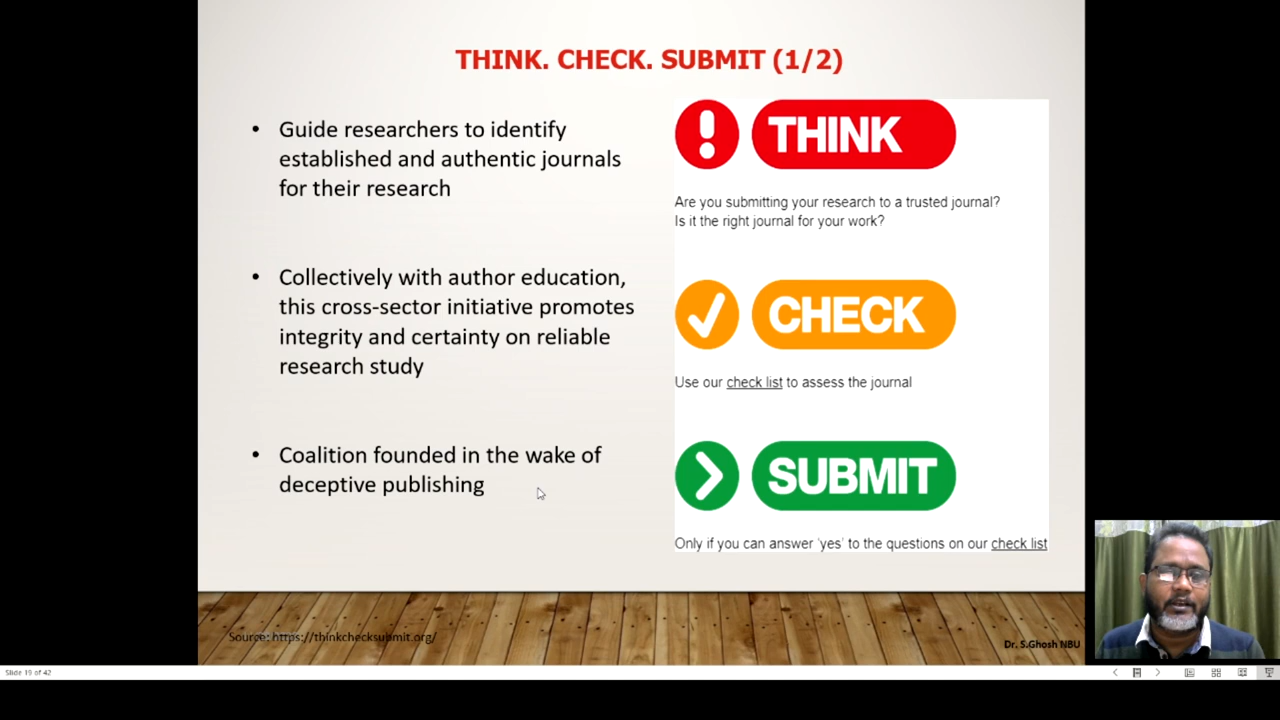 THINK. CHECK. SUBMIT (1/2)
• Guide researchers to identify
established and authentic journals
for their research
• Collectively with author education,
this cross-sector initiative promotes
integrity and certainty on reliable
research study
• Coalition founded in the wake of
deceptive publishing
! THINK
Are you submitting your research to a trusted journal?
Is it the right journal for your work?
CHECK
Use our check list to assess the journal
SUBMIT
Only if you can answer 'yes' to the questions on our check list
Source: https://thinkchecksubmit.org/
Dr. S.Ghosh NBU
Slide 19 of 42